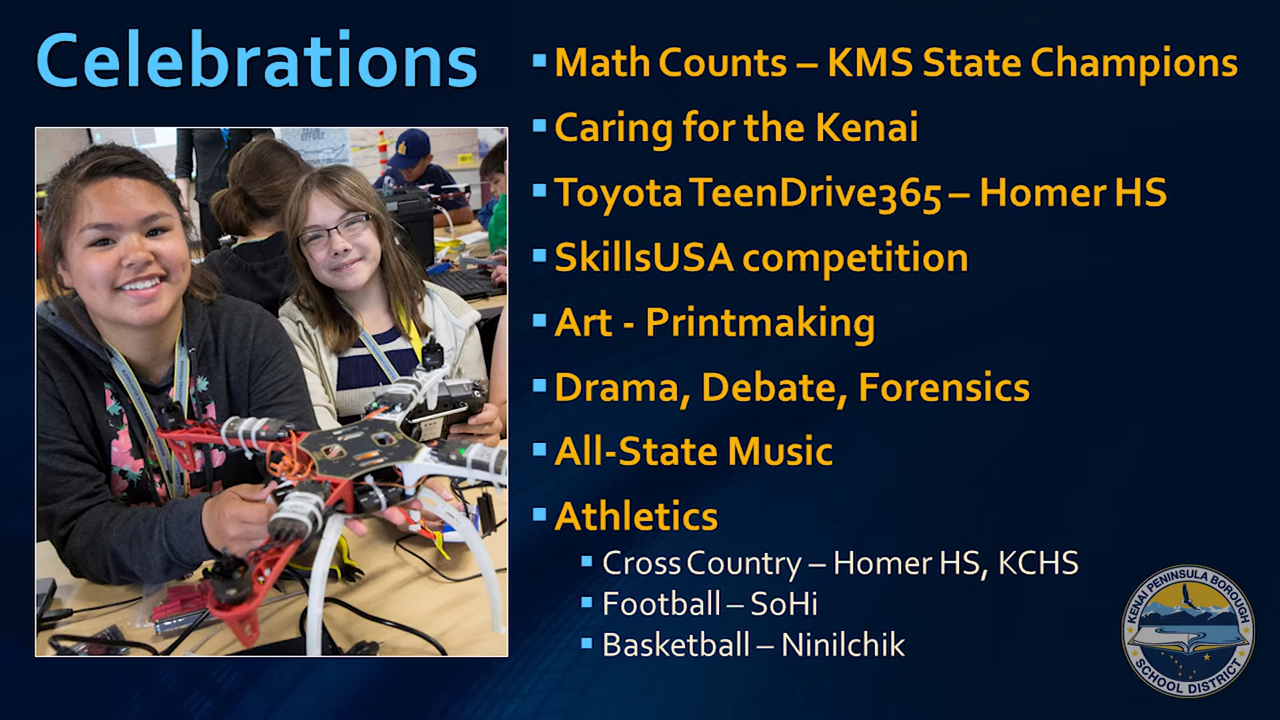 Celebrations
Math Counts – KMS State Champions
Caring for the Kenai
Toyota TeenDrive365 – Homer HS
SkillsUSA competition
Art - Printmaking
Drama, Debate, Forensics
All-State Music
Athletics
Cross Country – Homer HS, KCHS
Football – SoHi
Basketball – Ninilchik
KENAI PENINSULA BOROUGH
SCHOOL DISTRICT